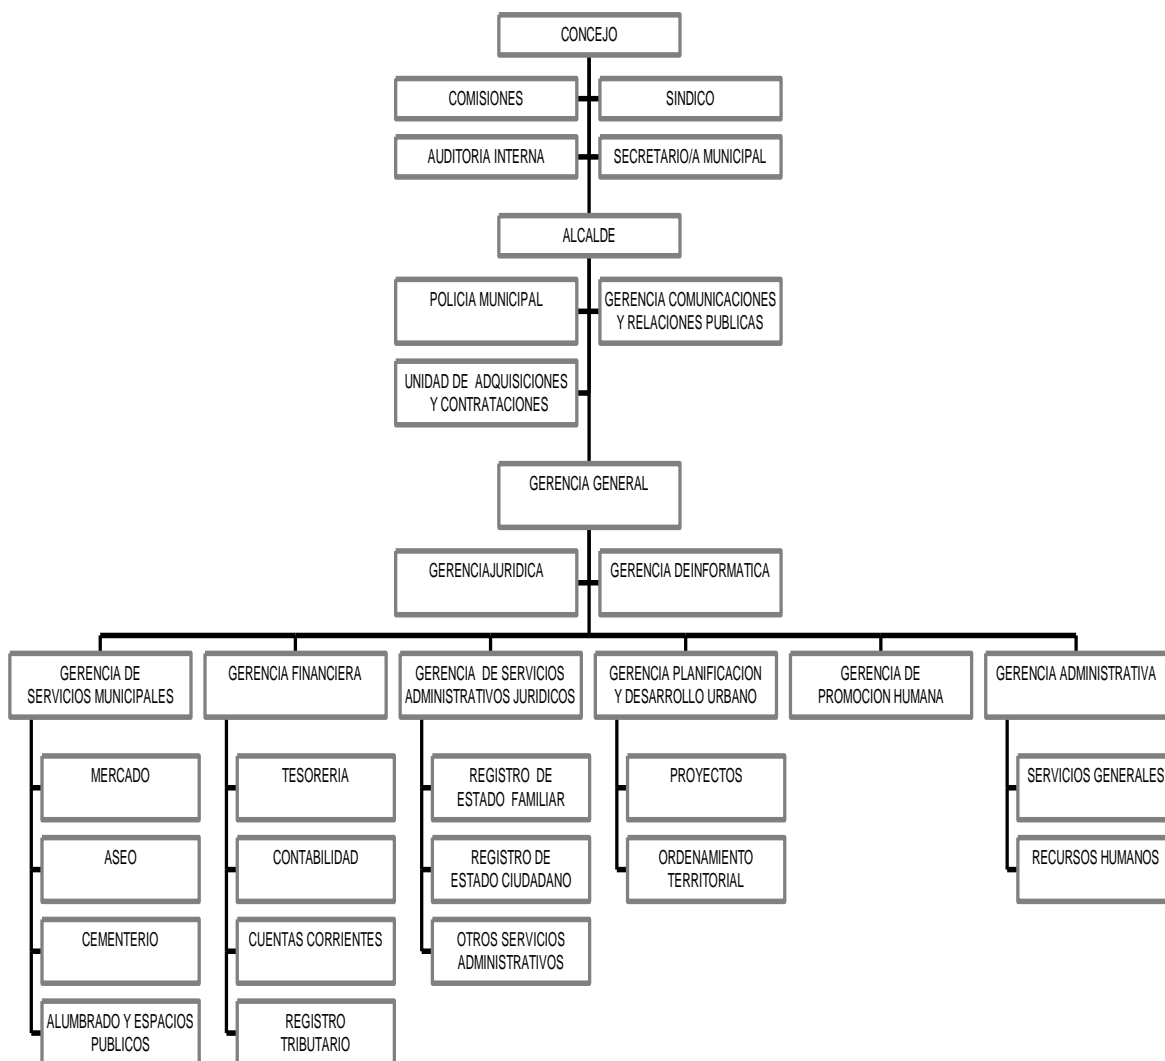 CONCEJO
COMISIONES
SINDICO
AUDITORIA INTERNA
SECRETARIO/A MUNICIPAL
ALCALDE
POLICIA MUNICIPAL
GERENCIA COMUNICACIONES
Y RELACIONES PUBLICAS
UNIDAD DE ADQUISICIONES
Y CONTRATACIONES
GERENCIA GENERAL
GERENCIAJURIDICA
GERENCIA DEINFORMATICA
GERENCIA DE
SERVICIOS MUNICIPALES
GERENCIA FINANCIERA
GERENCIA DE SERVICIOS
ADMINISTRATIVOS JURIDICOS
GERENCIA PLANIFICACION
Y DESARROLLO URBANO
GERENCIA DE
PROMOCION HUMANA
GERENCIA ADMINISTRATIVA
MERCADO
TESORERIA
REGISTRO DE
ESTADO FAMILIAR
PROYECTOS
SERVICIOS GENERALES
ASEO
CONTABILIDAD
REGISTRO DE
ESTADO CIUDADANO
ORDENAMIENTO
TERRITORIAL
RECURSOS HUMANOS
CEMENTERIO
CUENTAS CORRIENTES
OTROS SERVICIOS
ADMINISTRATIVOS
ALUMBRADO Y ESPACIOS
PUBLICOS
REGISTRO
TRIBUTARIO